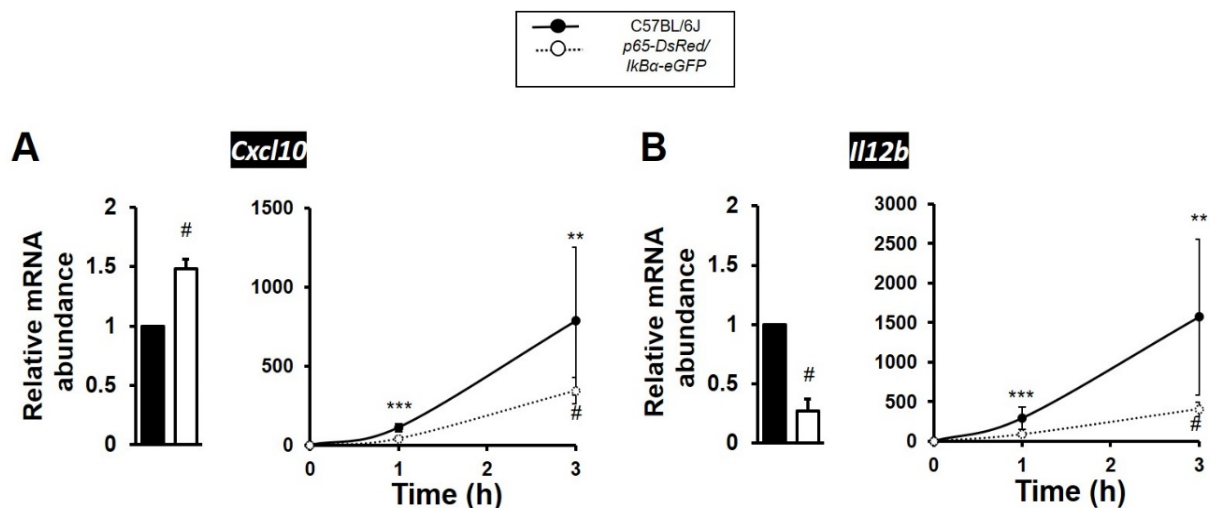 C57BL/6J
p65-DsRed/
IkBα-eGFP
A
Cxcl10
Relative mRNA
abundance
2
1.5
1
0.5
0
#
1500
1000
500
0
***
**
#
0
1
2
3
Time (h)
B
Il12b
Relative mRNA
abundance
2
1.5
1
0.5
0
#
3000
2500
2000
1500
1000
500
0
***
**
#
0
1
2
3
Time (h)